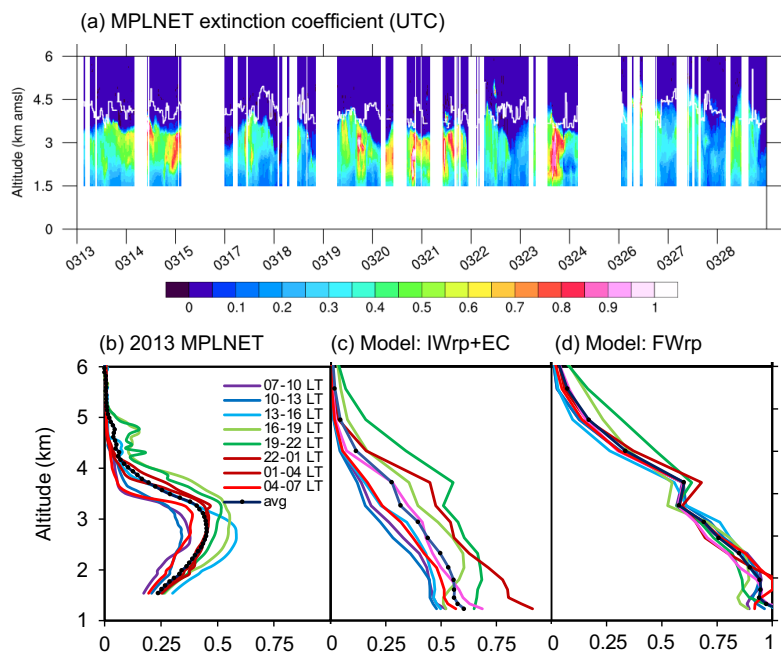 (a) MPLNET extinction coefficient (UTC)
Altitude (km amsl)
6
4.5
3
1.5
0
0313 0314 0315 0317 0318 0319 0320 0321 0322 0323 0324 0326 0327 0328
0 0.1 0.2 0.3 0.4 0.5 0.6 0.7 0.8 0.9 1
(b) 2013 MPLNET (c) Model: IWrp+EC (d) Model: FWrp
Altitude (km)
6
5
4
3
2
1
07-10 LT
10-13 LT
13-16 LT
16-19 LT
19-22 LT
22-01 LT
01-04 LT
04-07 LT
avg
0 0.25 0.5 0.75 0 0.25 0.5 0.75 0 0.25 0.5 0.75 1